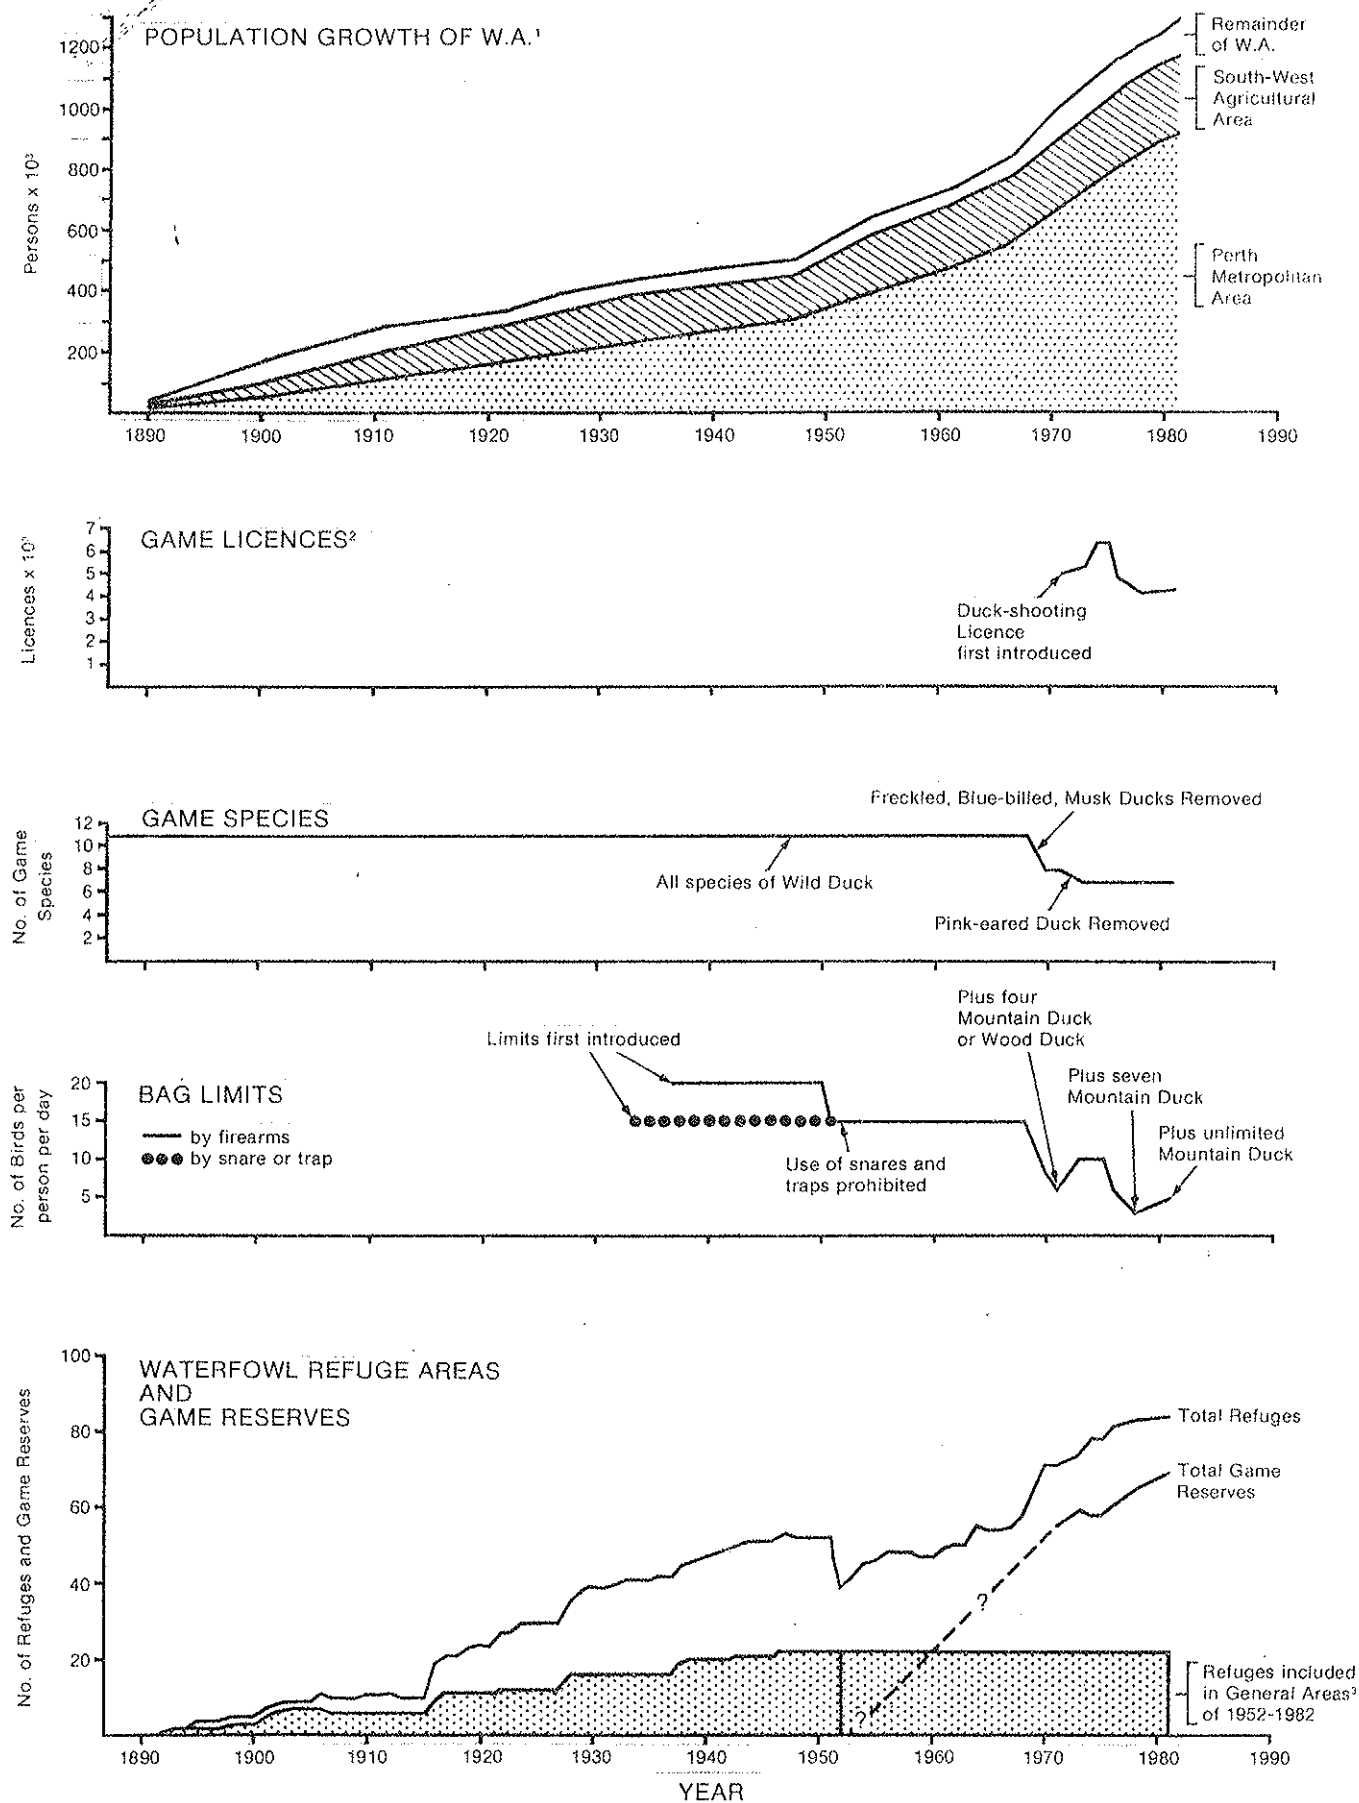 POPULATION GROWTH OF W.A.¹
Persons x 10³
1200
1000
800
600
400
200
Remainder
of W.A.
South-West
Agricultural
Area
Perth
Metropolitan
Area
1890 1900 1910 1920 1930 1940 1950 1960 1970 1980 1990
GAME LICENCES²
Licences x 10³
7
6
5
4
3
2
1
Duck-shooting
Licence
first introduced
GAME SPECIES
No. of Game
Species
12
10
8
6
4
2
Freckled, Blue-billed, Musk Ducks Removed
All species of Wild Duck
Pink-eared Duck Removed
BAG LIMITS
by firearms
by snare or trap
No. of Birds per
person per day
20
15
10
5
Limits first introduced
Use of snares and
traps prohibited
Plus four
Mountain Duck
or Wood Duck
Plus seven
Mountain Duck
Plus unlimited
Mountain Duck
WATERFOWL REFUGE AREAS
AND
GAME RESERVES
No. of Refuges and Game Reserves
100
80
60
40
20
Total Refuges
Total Game
Reserves
?
?
Refuges included
in General Areas³
of 1952-1982
1890 1900 1910 1920 1930 1940 1950 1960 1970 1980 1990
YEAR